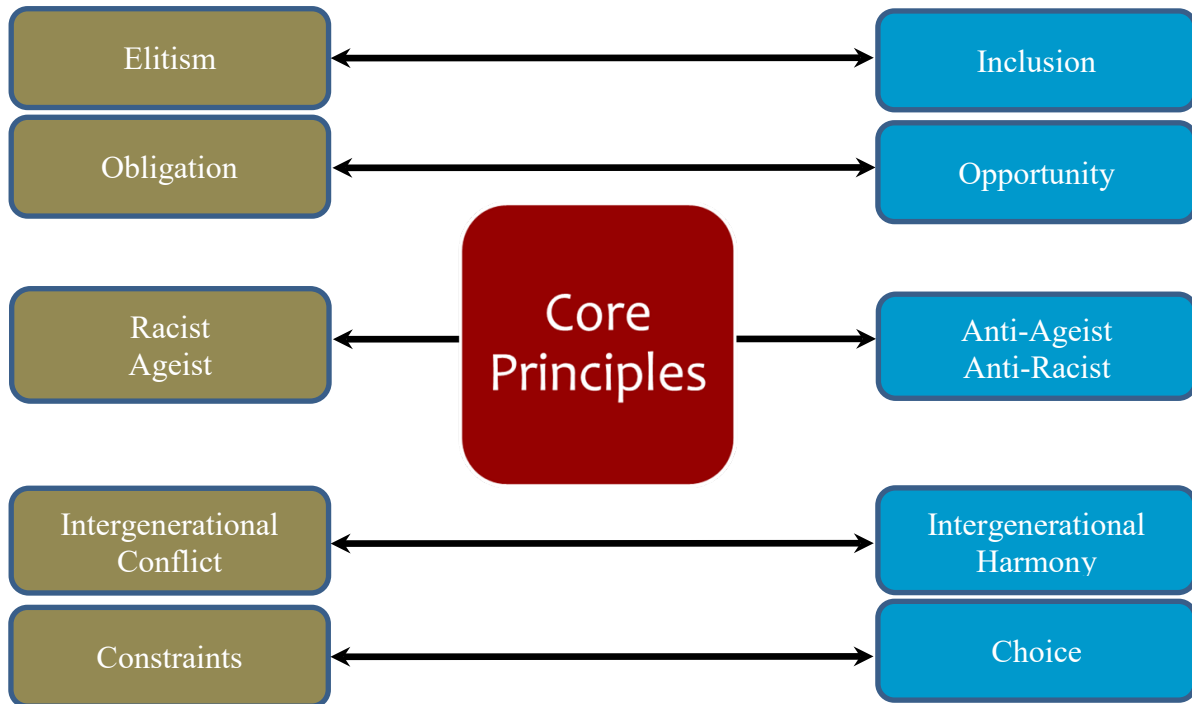 Elitism
Inclusion
Obligation
Opportunity
Core
Principles
Racist
Ageist
Anti-Ageist
Anti-Racist
Intergenerational
Conflict
Intergenerational
Harmony
Constraints
Choice